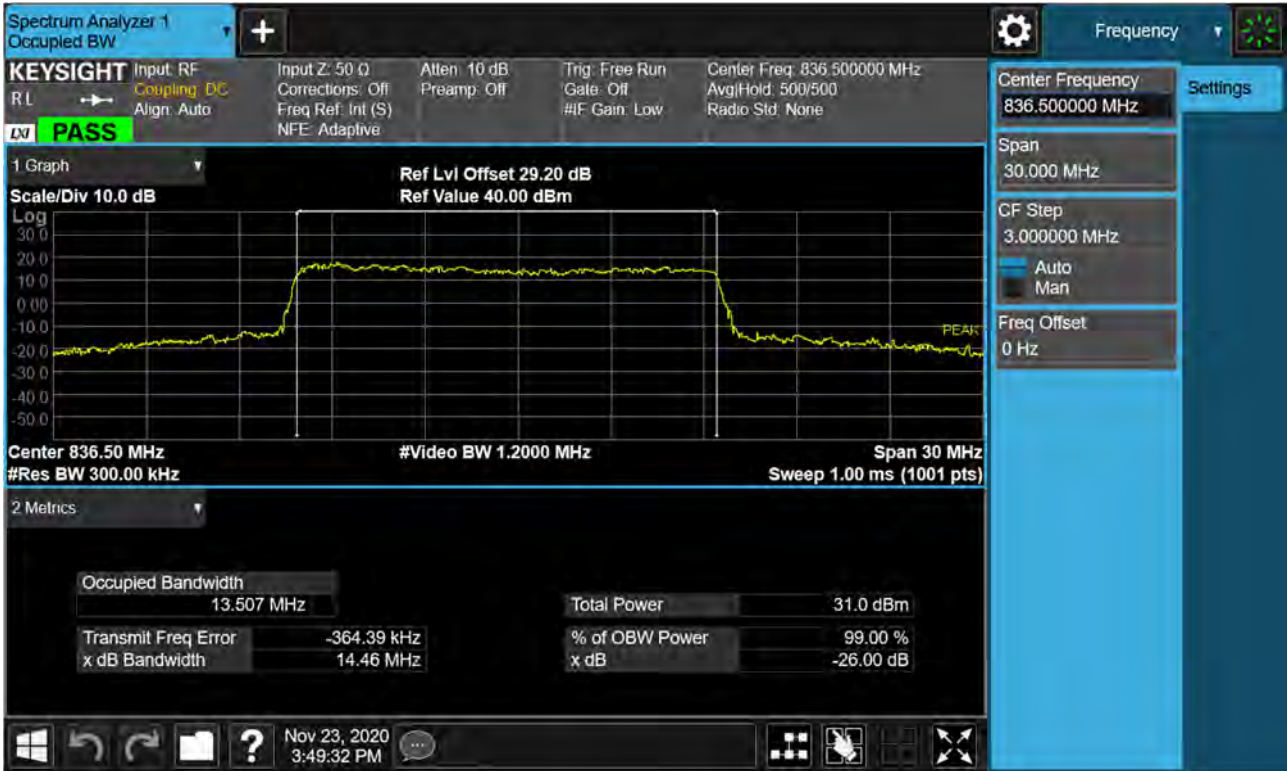 Spectrum Analyzer 1
Occupied BW
Frequency
KEYSIGHT
R L
LXI
PASS
Input: RF
Coupling: DC
Align: Auto
Input Z: 50 Ω
Corrections: Off
Freq Ref: Int (S)
NFE: Adaptive
Atten: 10 dB
Preamp: Off
Trig: Free Run
Gate: Off
#IF Gain: Low
Center Freq: 836.500000 MHz
Avg|Hold: 500/500
Radio Std: None
Center Frequency
836.500000 MHz
Settings
Span
30.000 MHz
CF Step
3.000000 MHz
Auto
Man
Freq Offset
0 Hz
1 Graph
Scale/Div 10.0 dB
Ref Lvl Offset 29.20 dB
Ref Value 40.00 dBm
Log
30.0
20.0
10.0
0.00
-10.0
-20.0
-30.0
-40.0
-50.0
PEAK
Center 836.50 MHz
#Video BW 1.2000 MHz
Span 30 MHz
#Res BW 300.00 kHz
Sweep 1.00 ms (1001 pts)
2 Metrics
Occupied Bandwidth
13.507 MHz
Total Power 31.0 dBm
Transmit Freq Error -364.39 kHz
% of OBW Power 99.00 %
x dB Bandwidth 14.46 MHz
x dB -26.00 dB
?
Nov 23, 2020
3:49:32 PM